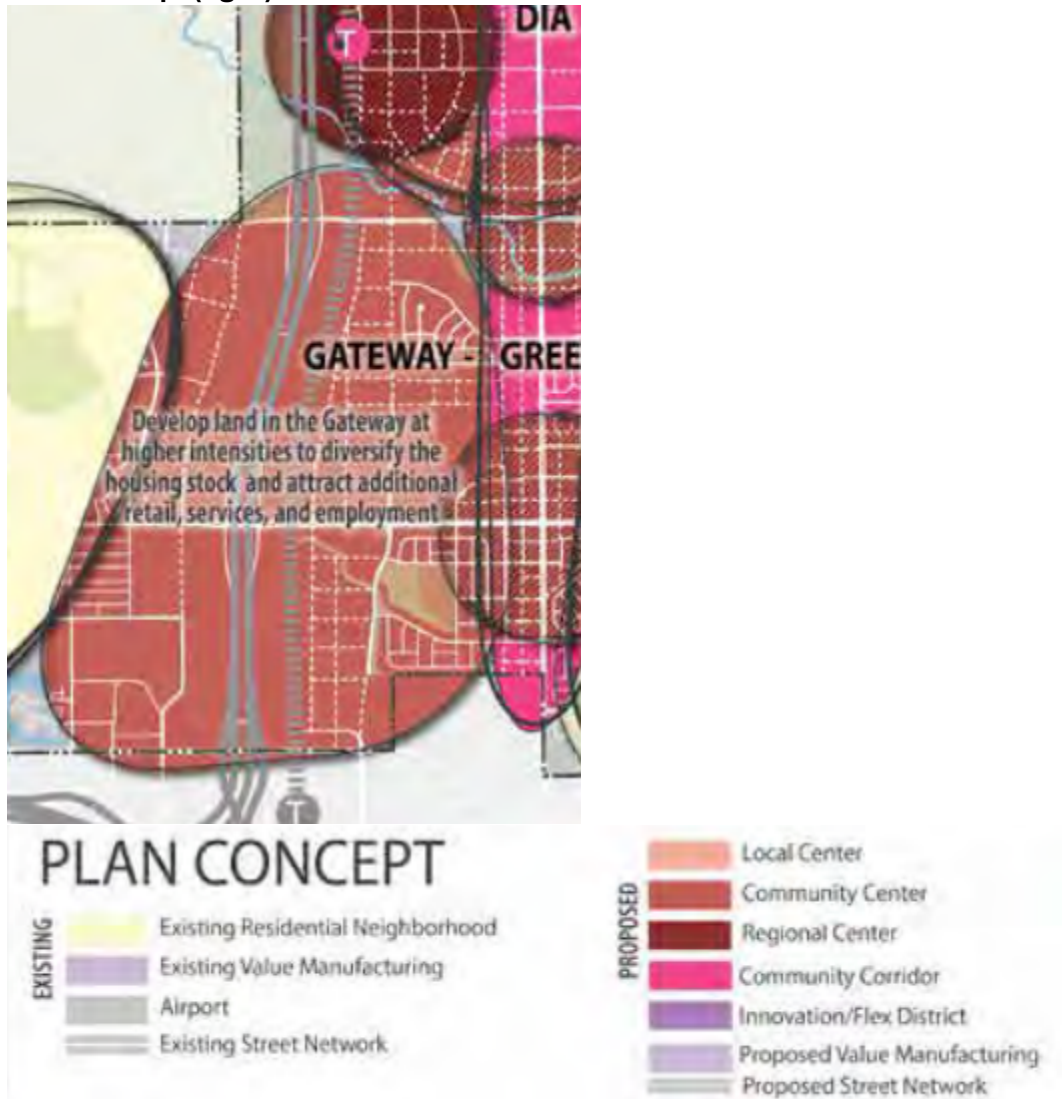 T
DIA
GATEWAY - GREE
Develop land in the Gateway at
higher intensities to diversify the
housing stock and attract additional
retail, services, and employment
T
PLAN CONCEPT
EXISTING
Existing Residential Neighborhood
Existing Value Manufacturing
Airport
Existing Street Network
PROPOSED
Local Center
Community Center
Regional Center
Community Corridor
Innovation/Flex District
Proposed Value Manufacturing
Proposed Street Network